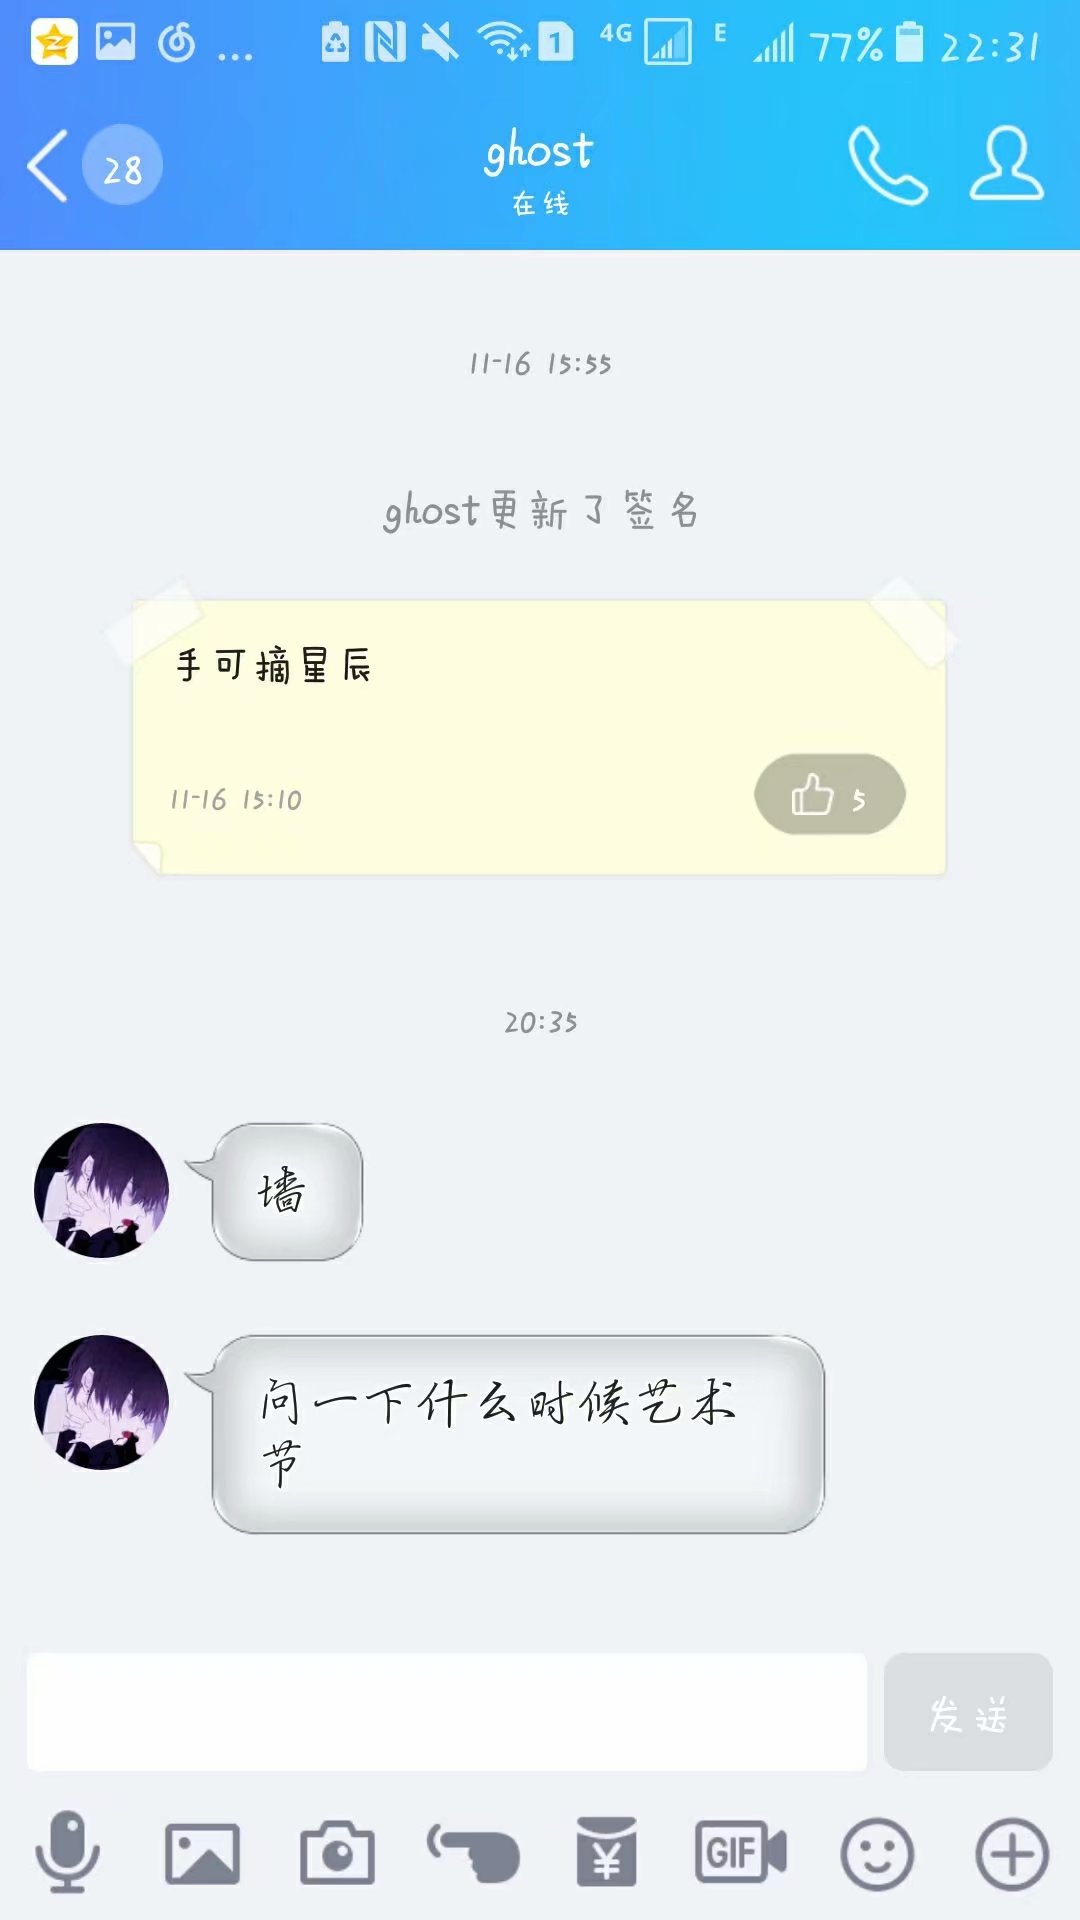 ... 1 4G E 77% 22:31
28
ghost
在线
11-16 15:55
ghost更新了签名
手可摘星辰
11-16 15:10
5
20:35
墙
问一下什么时候艺术
节
发送
GIF